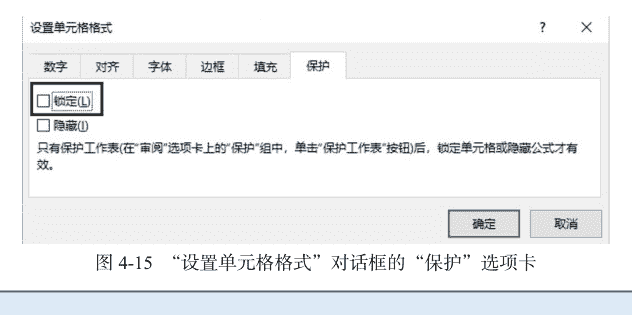 设置单元格格式 ? ×
数字 对齐 字体 边框 填充 保护
锁定(L)
隐藏(I)
只有保护工作表(在"审阅"选项卡上的"保护"组中，单击"保护工作表"按钮)后，锁定单元格或隐藏公式才有
效。
确定 取消
图 4-15 “设置单元格格式”对话框的“保护”选项卡